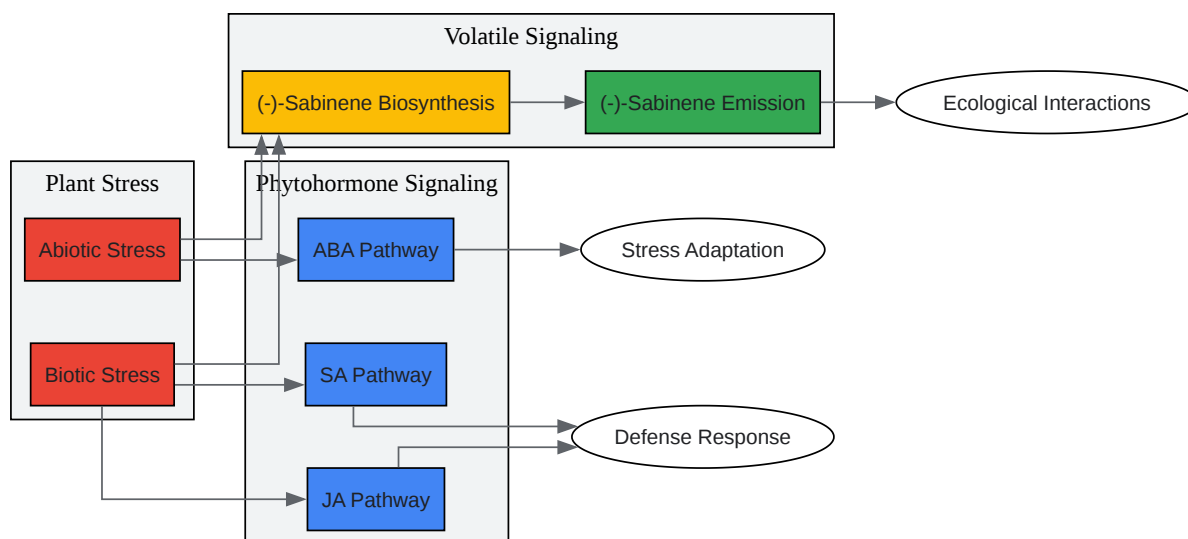 Volatile Signaling
(-)-Sabinene Biosynthesis
(-)-Sabinene Emission
Ecological Interactions
Plant Stress
Phytohormone Signaling
Abiotic Stress
ABA Pathway
Stress Adaptation
Biotic Stress
SA Pathway
Defense Response
JA Pathway